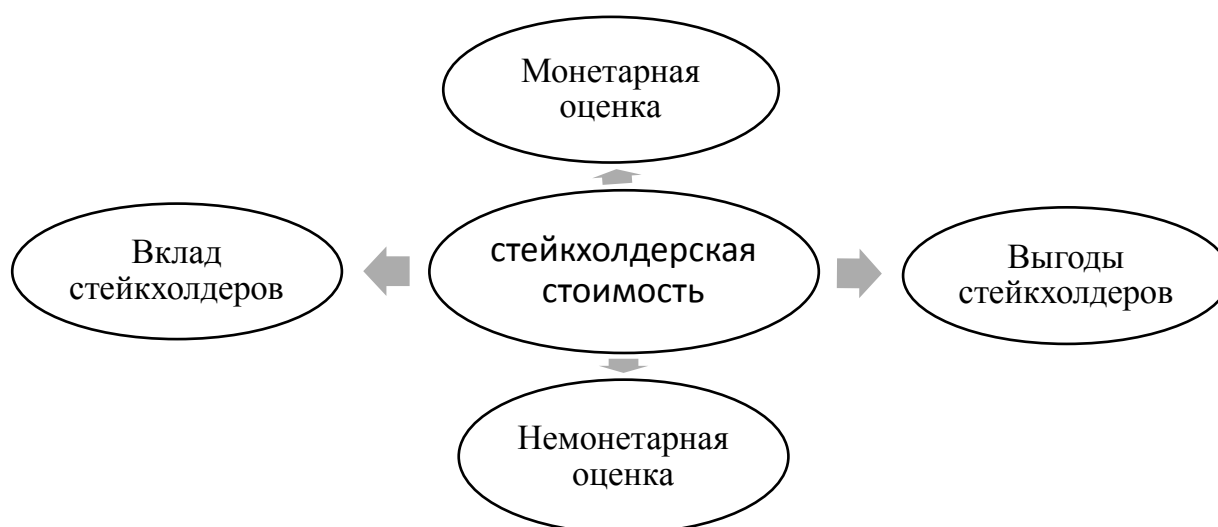 Монетарная
оценка
Вклад
стейкхолдеров
стейкхолдерская
стоимость
Выгоды
стейкхолдеров
Немонетарная
оценка